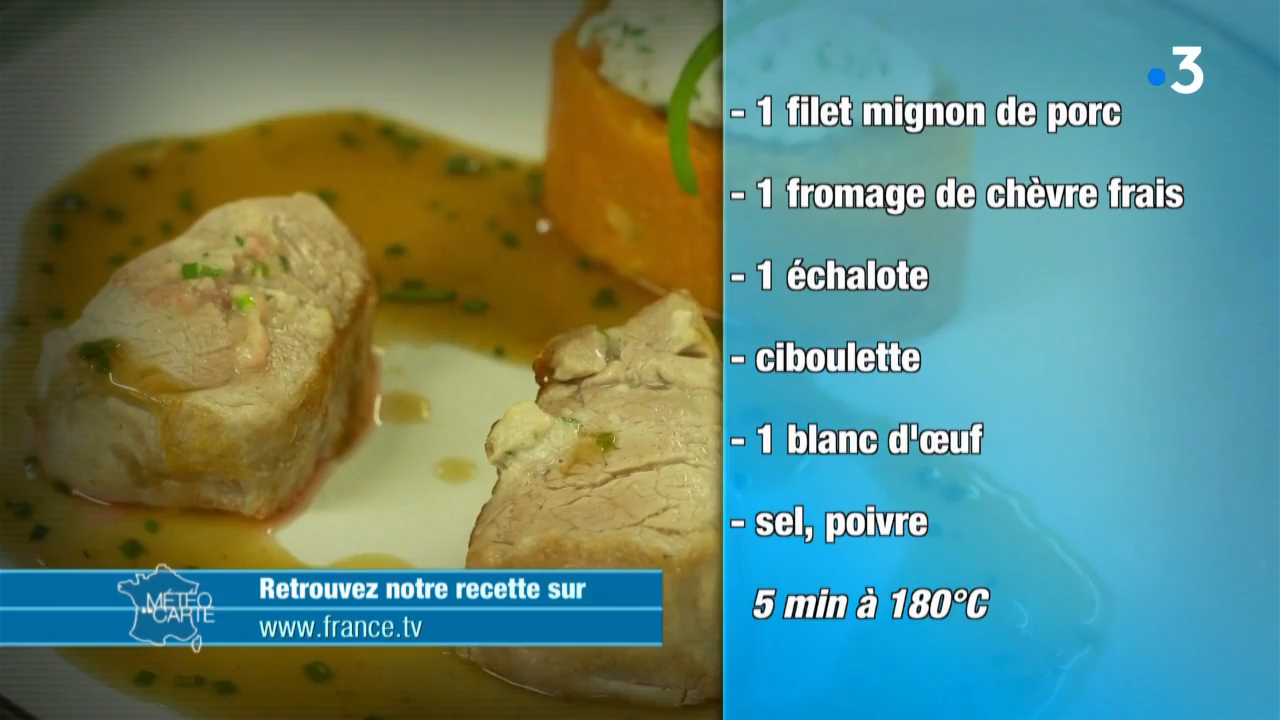 3
- 1 filet mignon de porc
- 1 fromage de chèvre frais
- 1 échalote
- ciboulette
- 1 blanc d'œuf
- sel, poivre
5 min à 180°C
MÉTÉO
à la CARTE
Retrouvez notre recette sur
www.france.tv